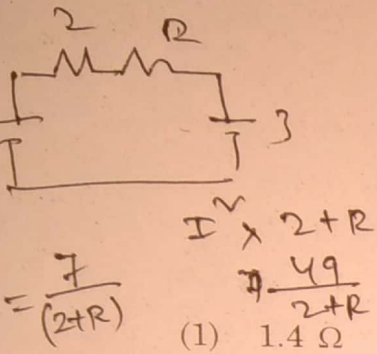 2 R
3
I² × 2+R
= 7/(2+R) 49/2+R
(1) 1.4 Ω